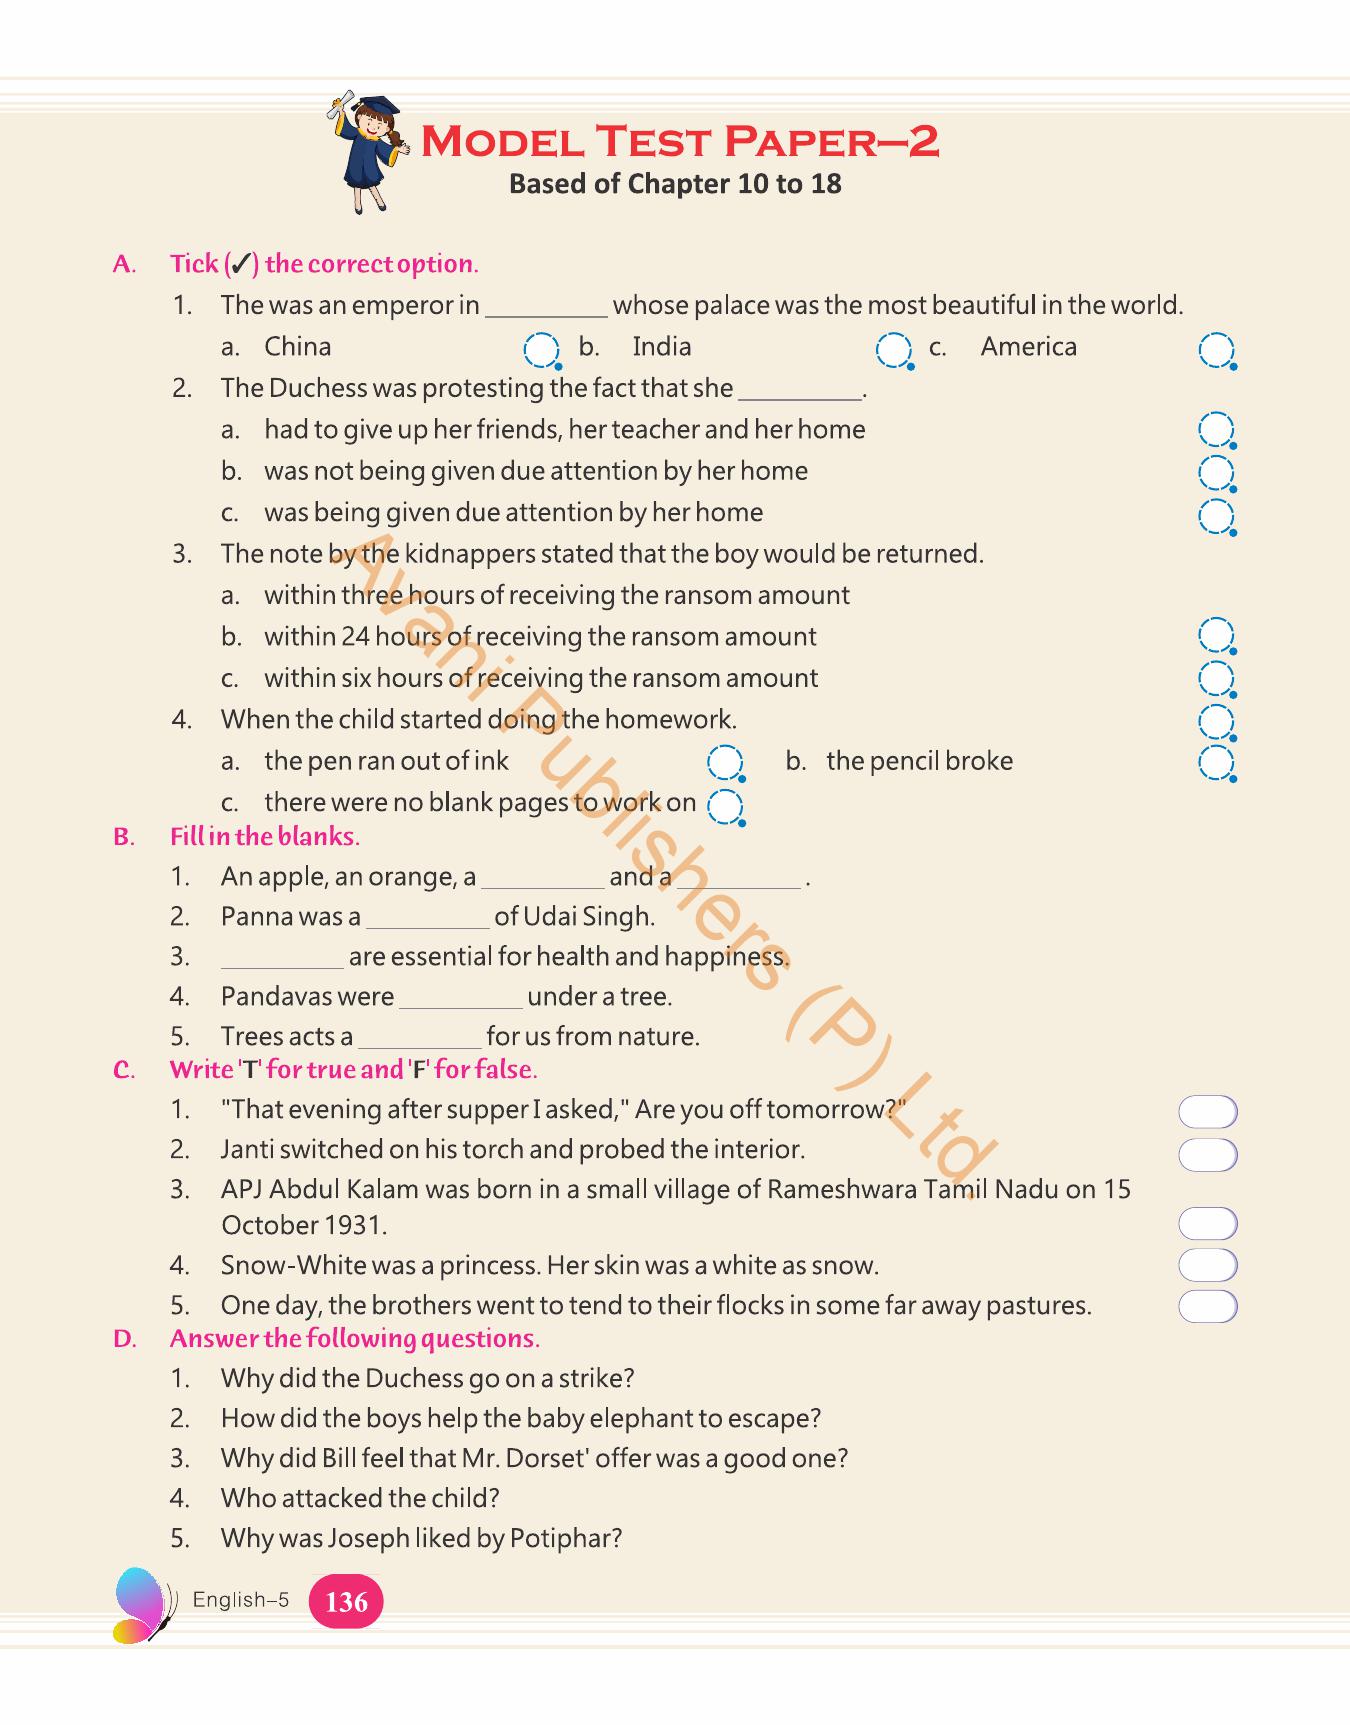 MODEL TEST PAPER–2
Based of Chapter 10 to 18
A. Tick (✓) the correct option.
1. The was an emperor in _________ whose palace was the most beautiful in the world.
a. China b. India c. America
2. The Duchess was protesting the fact that she _________.
a. had to give up her friends, her teacher and her home
b. was not being given due attention by her home
c. was being given due attention by her home
3. The note by the kidnappers stated that the boy would be returned.
a. within three hours of receiving the ransom amount
b. within 24 hours of receiving the ransom amount
c. within six hours of receiving the ransom amount
4. When the child started doing the homework.
a. the pen ran out of ink b. the pencil broke
c. there were no blank pages to work on
B. Fill in the blanks.
1. An apple, an orange, a _________ and a _________ .
2. Panna was a _________ of Udai Singh.
3. _________ are essential for health and happiness.
4. Pandavas were _________ under a tree.
5. Trees acts a _________ for us from nature.
C. Write 'T' for true and 'F' for false.
1. "That evening after supper I asked," Are you off tomorrow?"
2. Janti switched on his torch and probed the interior.
3. APJ Abdul Kalam was born in a small village of Rameshwara Tamil Nadu on 15
October 1931.
4. Snow-White was a princess. Her skin was a white as snow.
5. One day, the brothers went to tend to their flocks in some far away pastures.
D. Answer the following questions.
1. Why did the Duchess go on a strike?
2. How did the boys help the baby elephant to escape?
3. Why did Bill feel that Mr. Dorset' offer was a good one?
4. Who attacked the child?
5. Why was Joseph liked by Potiphar?
English–5 136
Avani Publishers (P) Ltd.